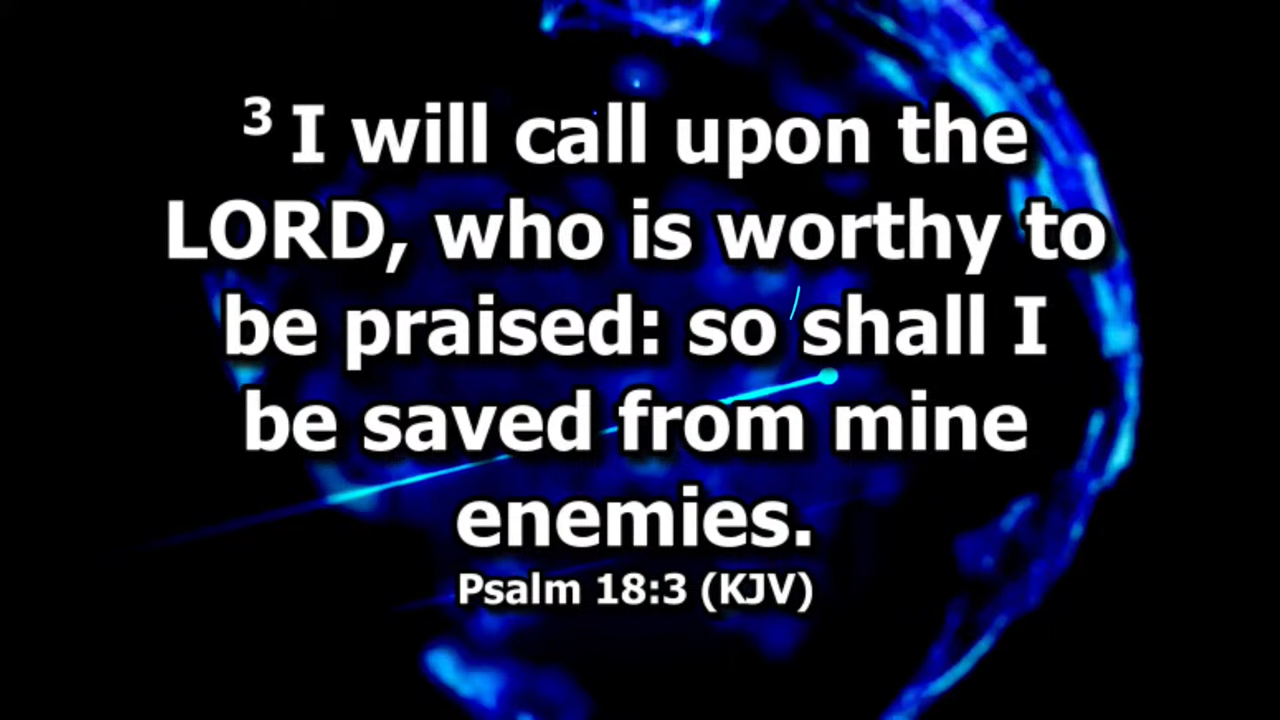 ³ I will call upon the
LORD, who is worthy to
be praised: so shall I
be saved from mine
enemies.
Psalm 18:3 (KJV)